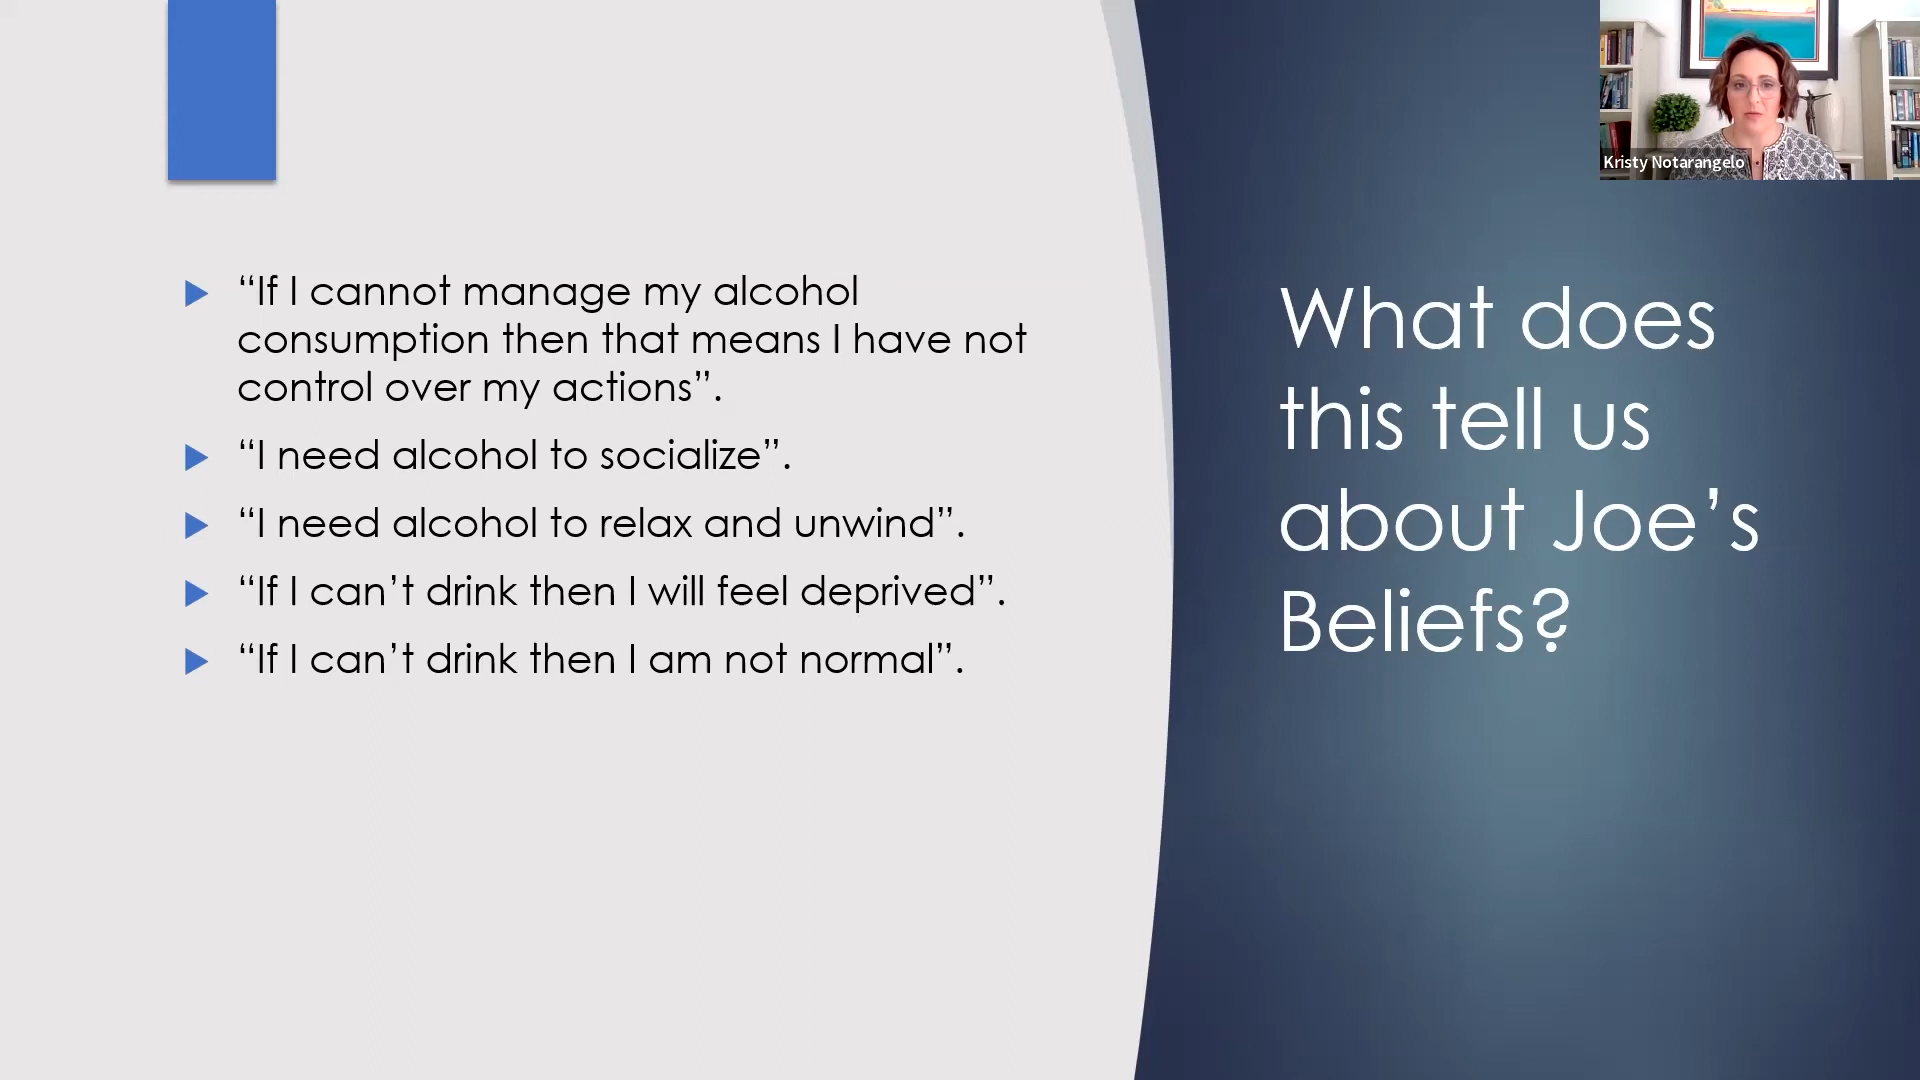 Kristy Notarangelo
“If I cannot manage my alcohol
consumption then that means I have not
control over my actions”.
“I need alcohol to socialize”.
“I need alcohol to relax and unwind”.
“If I can’t drink then I will feel deprived”.
“If I can’t drink then I am not normal”.
What does
this tell us
about Joe’s
Beliefs?